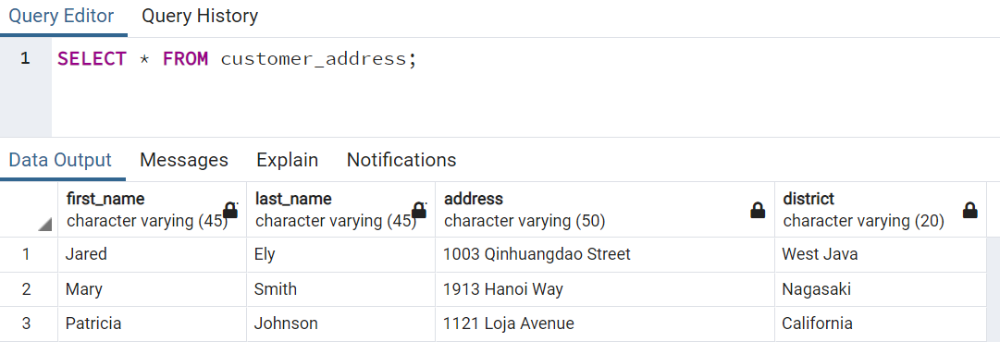 Query Editor Query History
1 SELECT * FROM customer_address;
Data Output Messages Explain Notifications
first_name last_name address district
character varying (45) character varying (45) character varying (50) character varying (20)
1 Jared Ely 1003 Qinhuangdao Street West Java
2 Mary Smith 1913 Hanoi Way Nagasaki
3 Patricia Johnson 1121 Loja Avenue California